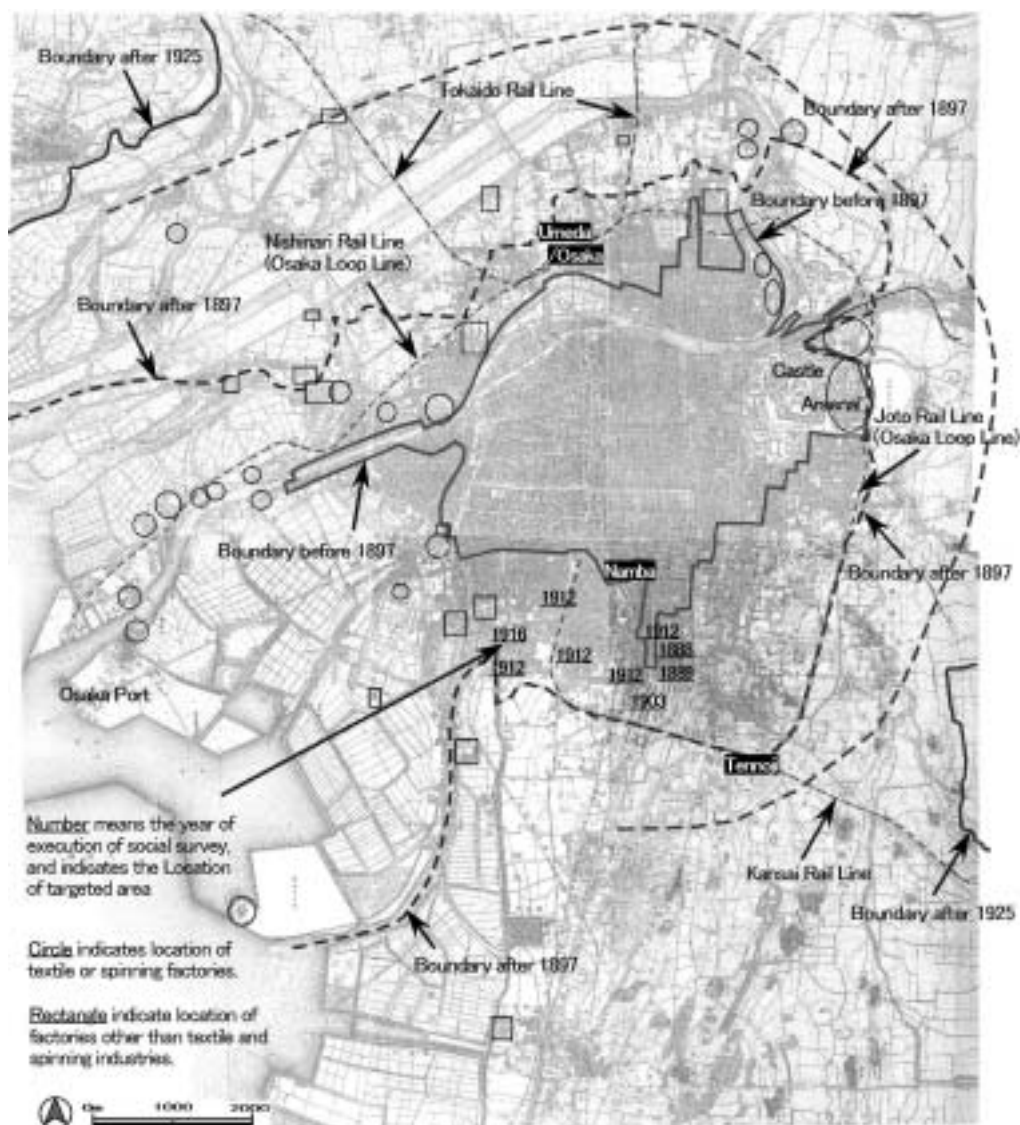 Boundary after 1925
Tokaido Rail Line
Boundary after 1897
Boundary before 1897
Umeda
/Osaka
Nishinari Rail Line
(Osaka Loop Line)
Boundary after 1897
Castle
Arsenal
Joto Rail Line
(Osaka Loop Line)
Boundary before 1897
Namba
Boundary after 1897
1912
1916
1912
1912
1912
1888
1912
1889
1903
Osaka Port
Tennoji
Number means the year of
execution of social survey,
and indicates the Location
of targeted area
Kansai Rail Line
Boundary after 1925
Circle indicates location of
textile or spinning factories.
Boundary after 1897
Rectanale indicate location of
factories other than textile and
spinning industries.
0m 1000 2000